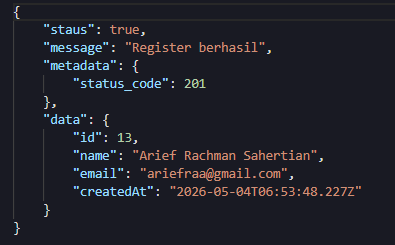 {
    "staus": true,
    "message": "Register berhasil",
    "metadata": {
        "status_code": 201
    },
    "data": {
        "id": 13,
        "name": "Arief Rachman Sahertian",
        "email": "ariefraa@gmail.com",
        "createdAt": "2026-05-04T06:53:48.227Z"
    }
}